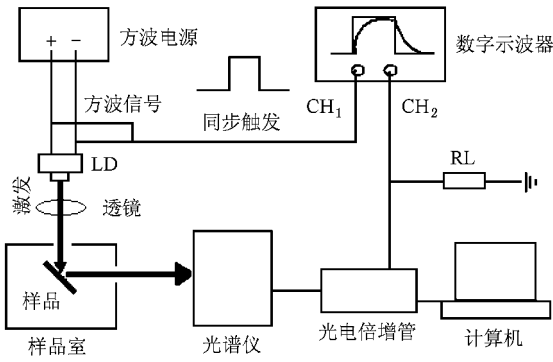 + −
方波电源
数字示波器
方波信号
同步触发
CH1
CH2
LD
RL
激发
透镜
样品
样品室
光谱仪
光电倍增管
计算机